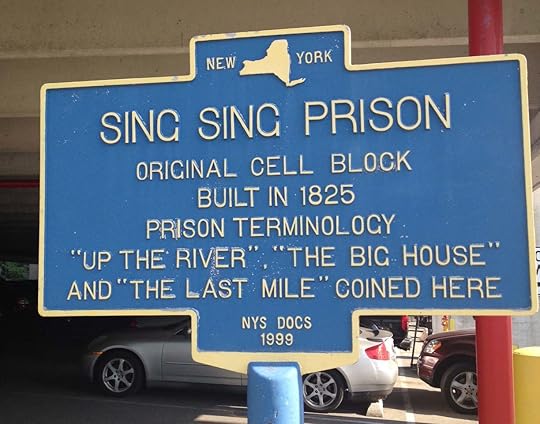 NEW YORK
SING SING PRISON
ORIGINAL CELL BLOCK
BUILT IN 1825
PRISON TERMINOLOGY
"UP THE RIVER", "THE BIG HOUSE"
AND "THE LAST MILE" COINED HERE
NYS DOCS
1999